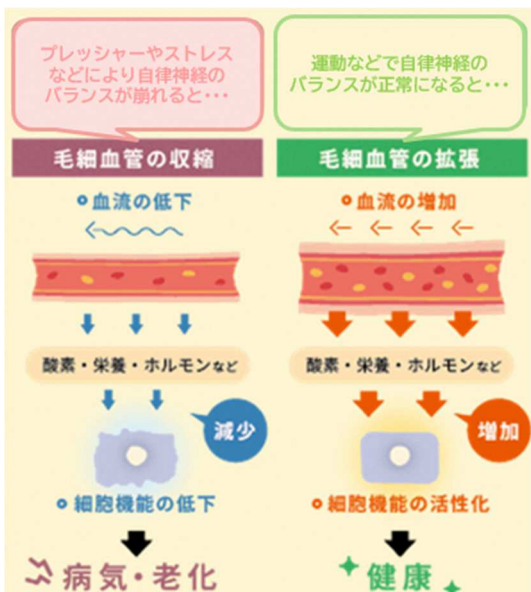 プレッシャーやストレス
などにより自律神経の
バランスが崩れると・・・
毛細血管の収縮
血流の低下
酸素・栄養・ホルモンなど
減少
細胞機能の低下
病気・老化
運動などで自律神経の
バランスが正常になると・・・
毛細血管の拡張
血流の増加
酸素・栄養・ホルモンなど
増加
細胞機能の活性化
健康